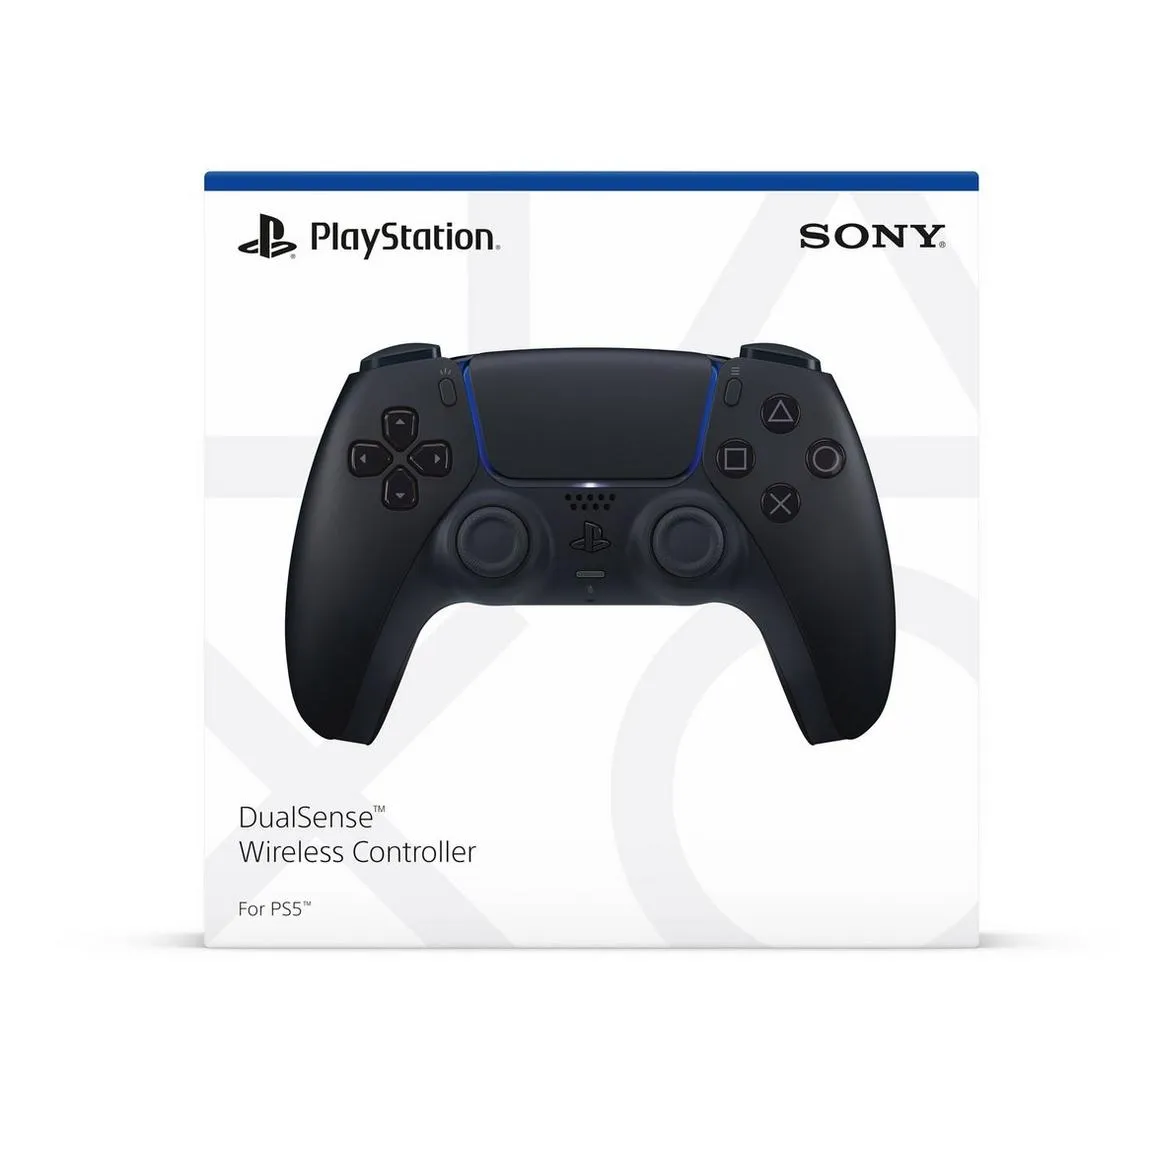 PlayStation®
SONY®
DualSense™
Wireless Controller
For PS5™